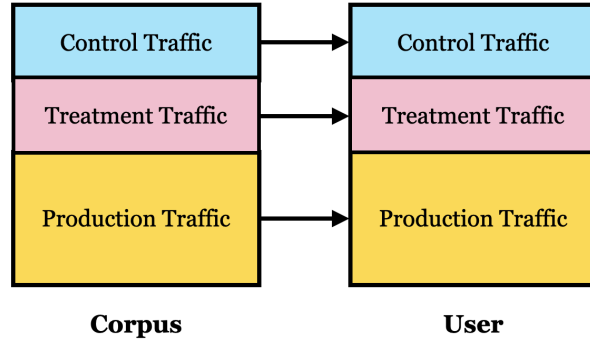 Control Traffic
Control Traffic
Treatment Traffic
Treatment Traffic
Production Traffic
Production Traffic
Corpus
User